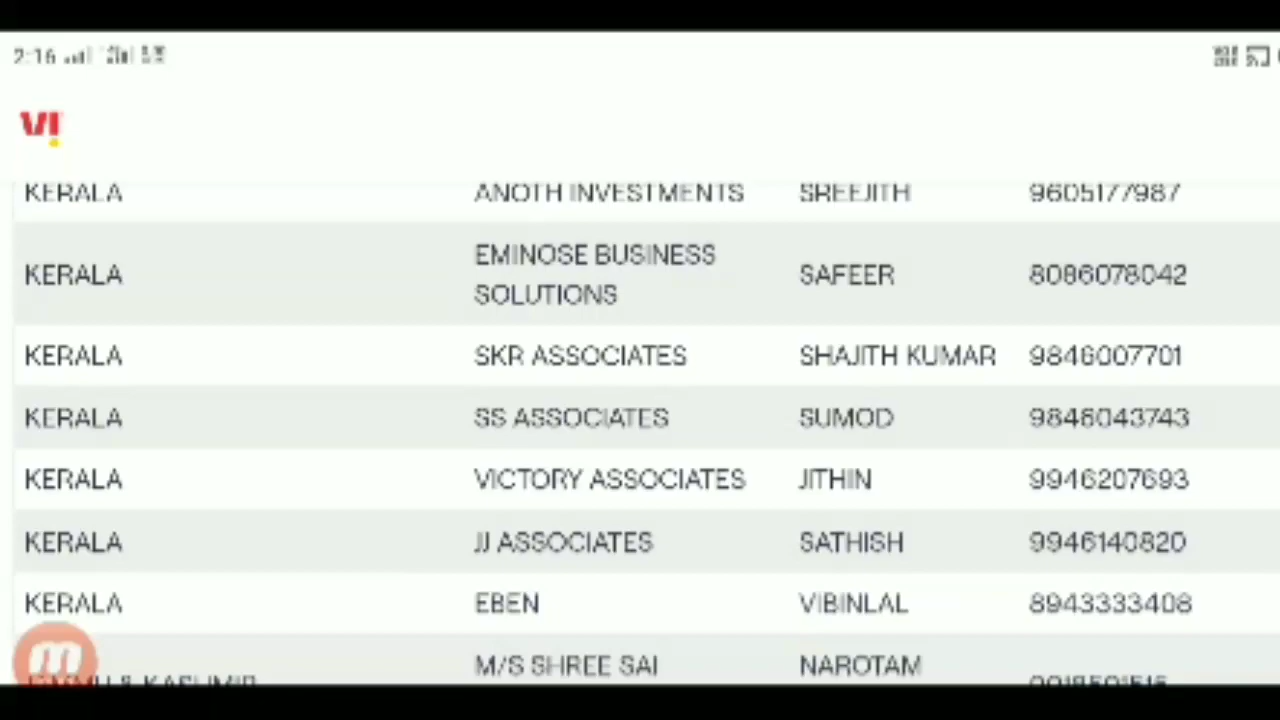 2:16
VI
KERALA ANOTH INVESTMENTS SREEJITH 9605177987
EMINOSE BUSINESS
KERALA SAFEER 8086078042
SOLUTIONS
KERALA SKR ASSOCIATES SHAJITH KUMAR 9846007701
KERALA SS ASSOCIATES SUMOD 9846043743
KERALA VICTORY ASSOCIATES JITHIN 9946207693
KERALA JJ ASSOCIATES SATHISH 9946140820
KERALA EBEN VIBINLAL 8943333408
M/S SHREE SAI NAROTAM